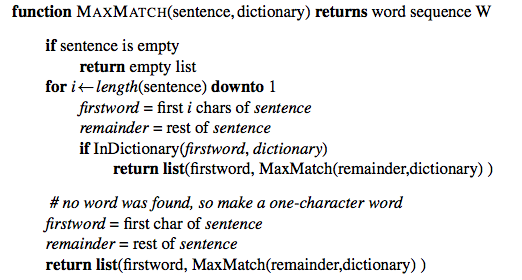 function MAXMATCH(sentence, dictionary) returns word sequence W
if sentence is empty
return empty list
for i←length(sentence) downto 1
firstword = first i chars of sentence
remainder = rest of sentence
if InDictionary(firstword, dictionary)
return list(firstword, MaxMatch(remainder,dictionary) )
# no word was found, so make a one-character word
firstword = first char of sentence
remainder = rest of sentence
return list(firstword, MaxMatch(remainder,dictionary) )